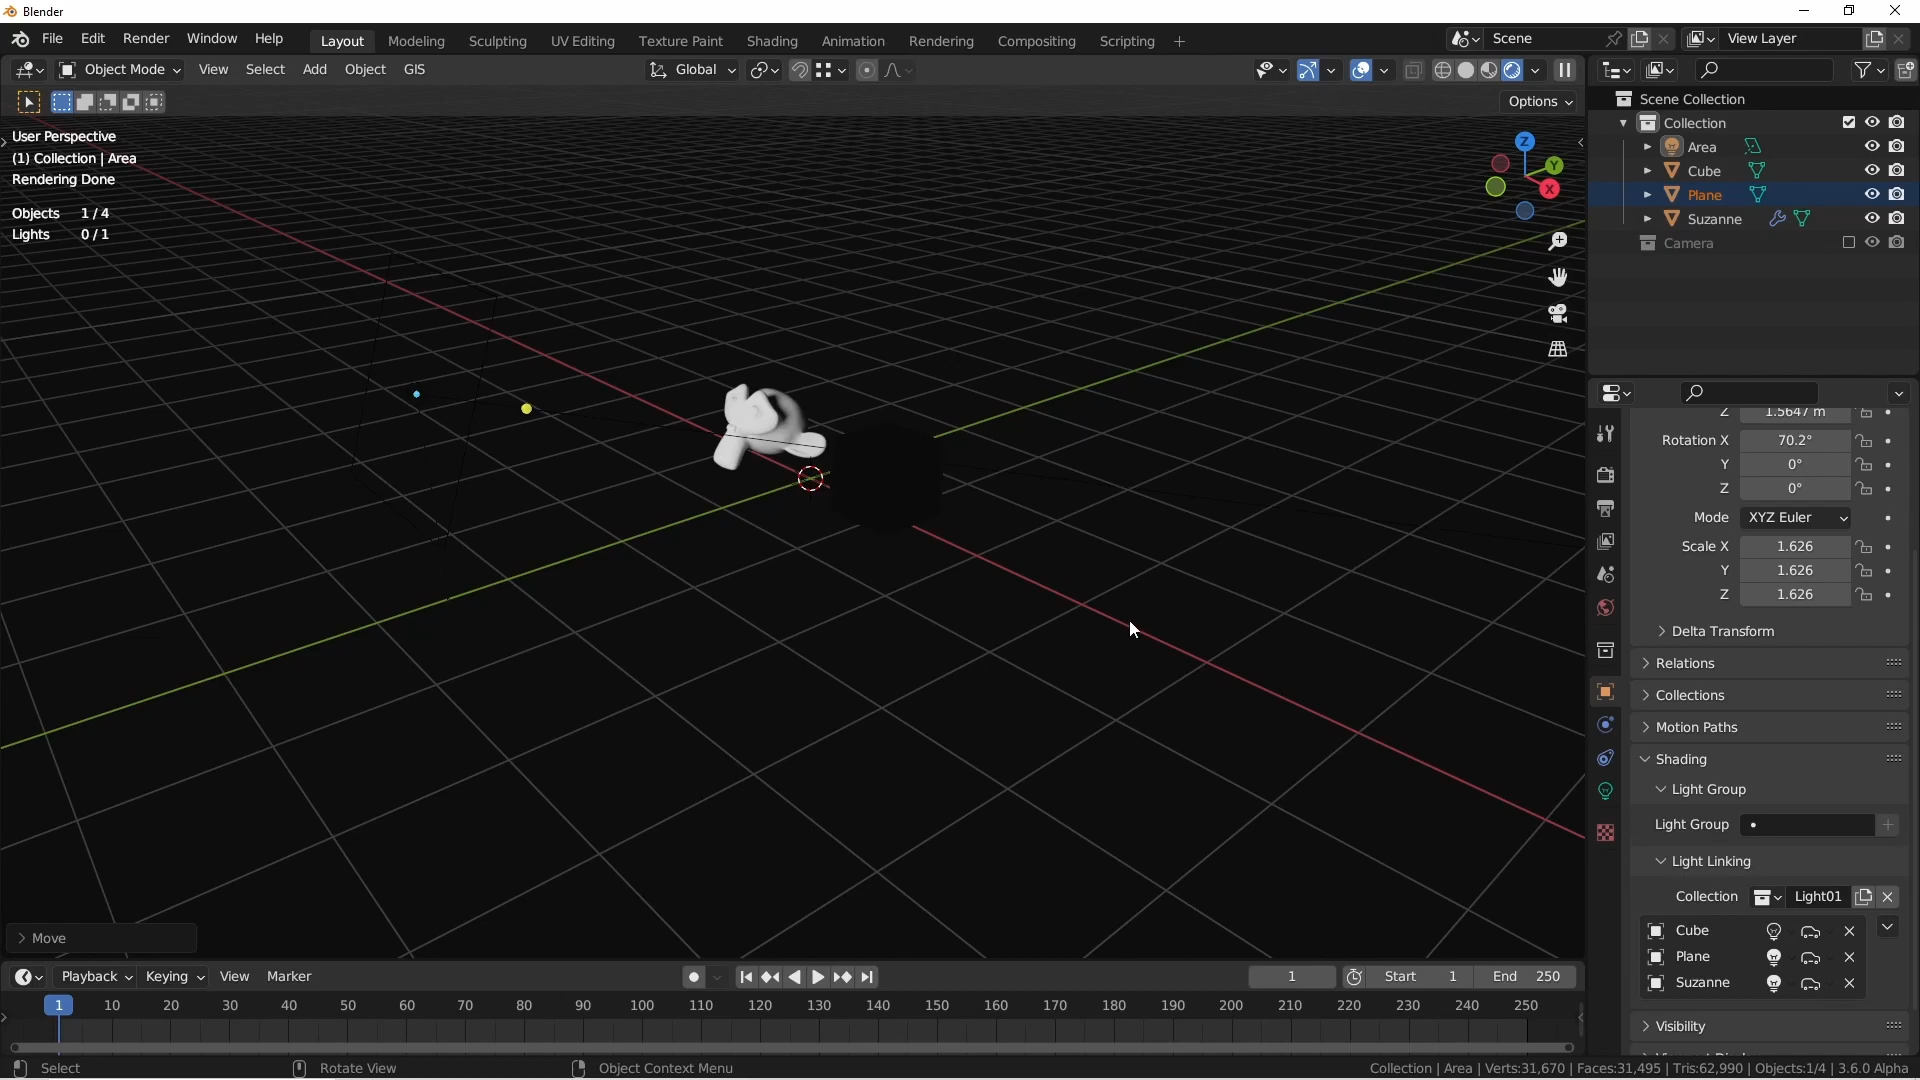 Blender
File Edit Render Window Help
Layout Modeling Sculpting UV Editing Texture Paint Shading Animation Rendering Compositing Scripting +
Scene
View Layer
Object Mode View Select Add Object GIS
Global
Options
User Perspective
(1) Collection | Area
Rendering Done
Objects 1/4
Lights 0/1
Z
Y
X
Scene Collection
Collection
Area
Cube
Plane
Suzanne
Camera
Z 1.5647 m
Rotation X 70.2°
Y 0°
Z 0°
Mode XYZ Euler
Scale X 1.626
Y 1.626
Z 1.626
Delta Transform
Relations
Collections
Motion Paths
Shading
Light Group
Light Group
Light Linking
Collection Light01
Cube
Plane
Suzanne
Visibility
Move
Playback Keying View Marker
1 Start 1 End 250
1 10 20 30 40 50 60 70 80 90 100 110 120 130 140 150 160 170 180 190 200 210 220 230 240 250
Select Rotate View Object Context Menu
Collection | Area | Verts:31,670 | Faces:31,495 | Tris:62,990 | Objects:1/4 | 3.6.0 Alpha